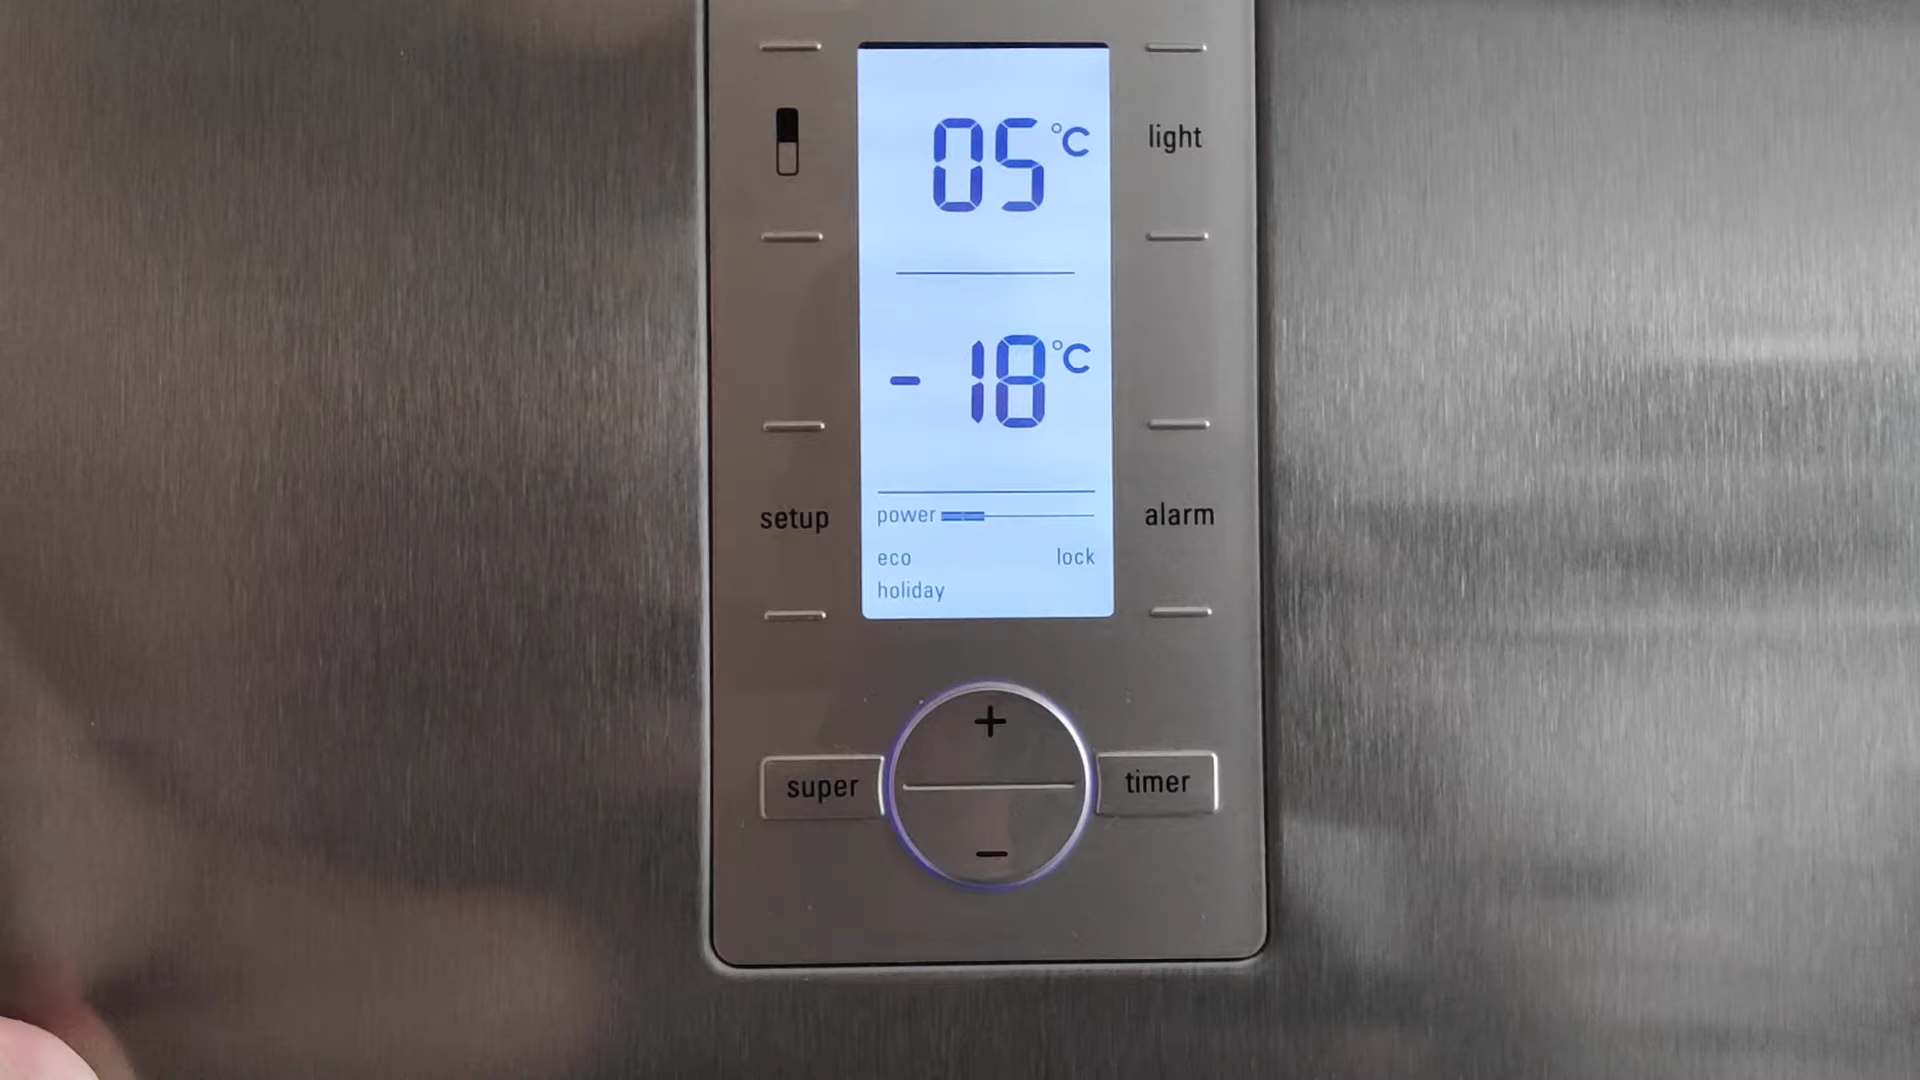 05°C
light
- 18°C
setup
power
alarm
eco
lock
holiday
+
super
timer
−